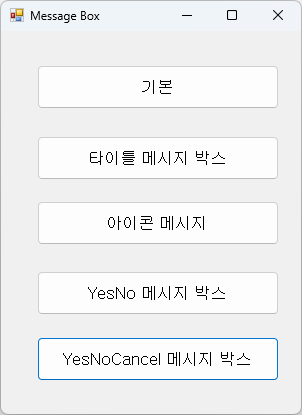 Message Box
기본
타이틀 메시지 박스
아이콘 메시지
YesNo 메시지 박스
YesNoCancel 메시지 박스